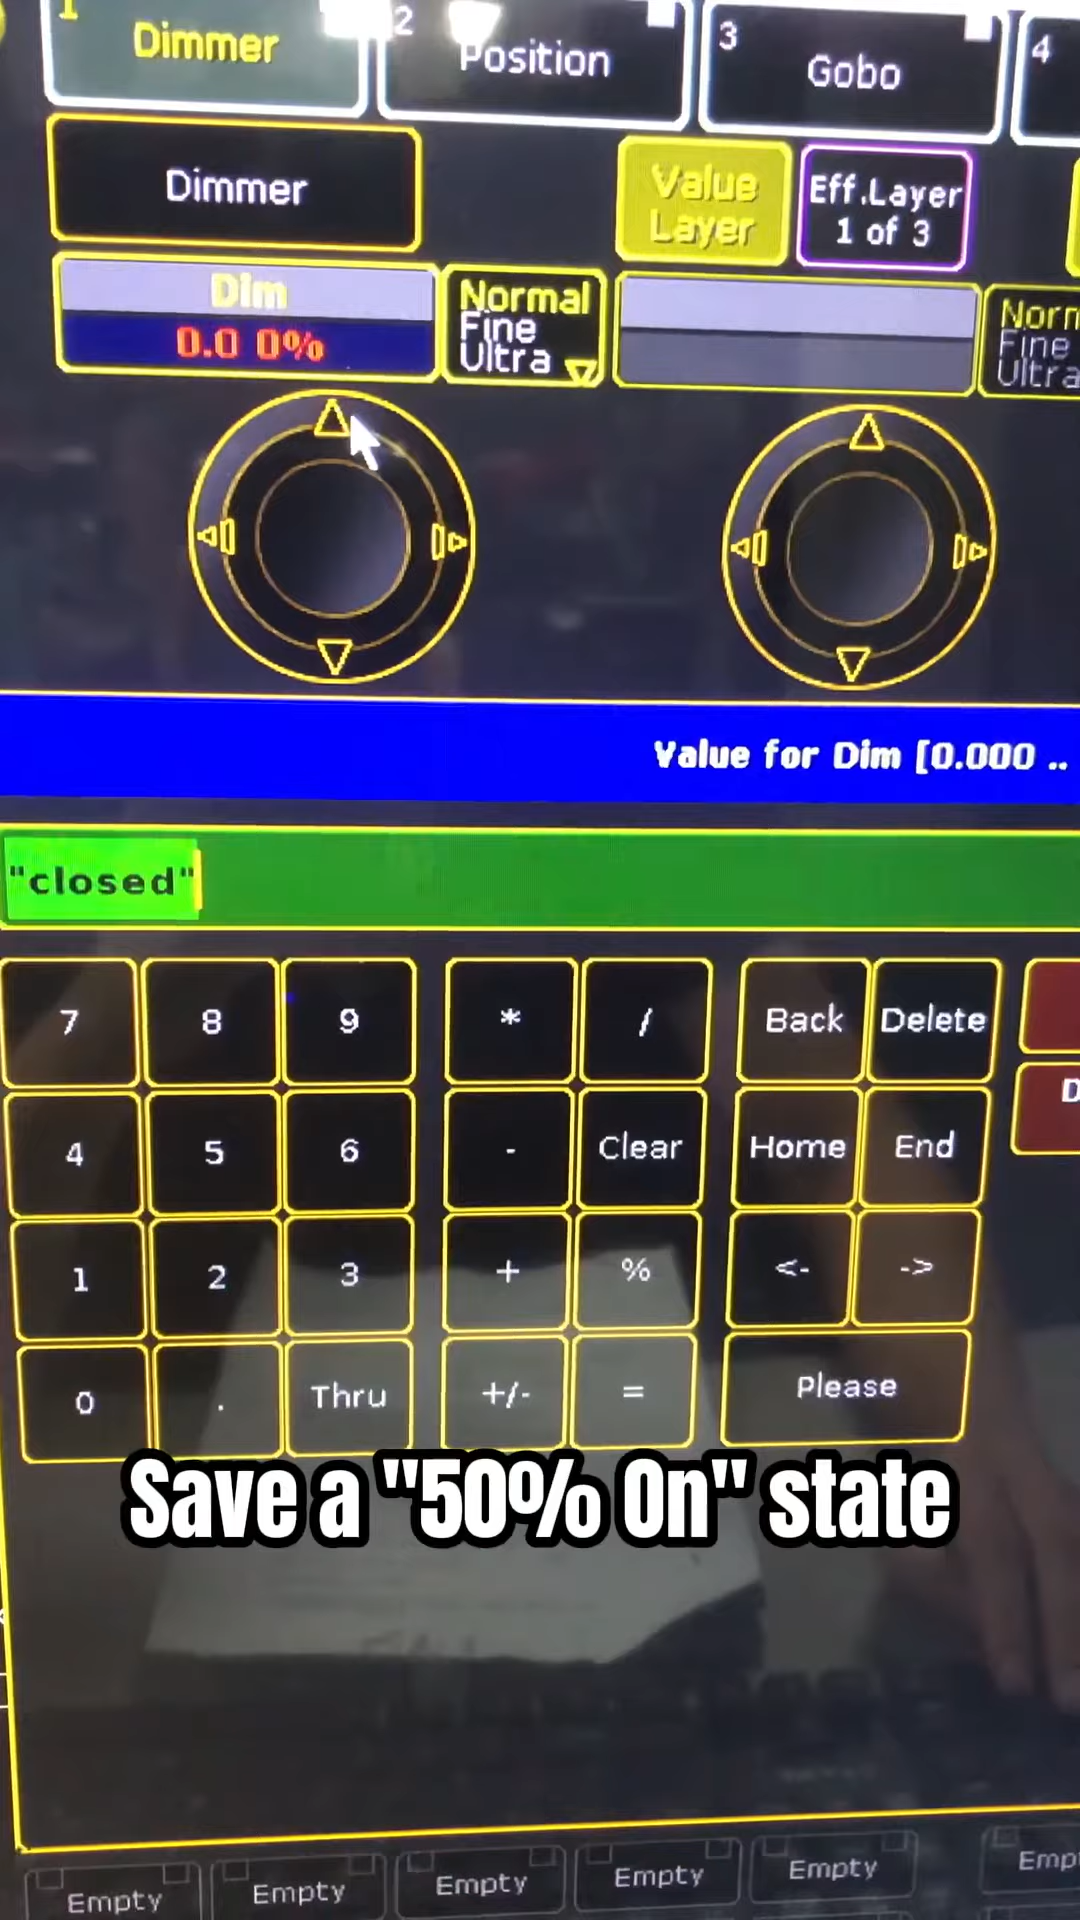 1 Dimmer
2 Position
3 Gobo
4
Dimmer
Value
Layer
Eff.Layer
1 of 3
Dim
0.0 0%
Normal
Fine
Ultra
Norm
Fine
Ultra
Value for Dim [0.000 ..
"closed"
7 8 9 * / Back Delete
4 5 6 - Clear Home End
D
1 2 3 + % <- ->
0 . Thru +/- = Please
Save a "50% On" state
Empty Empty Empty Empty Empty Emp